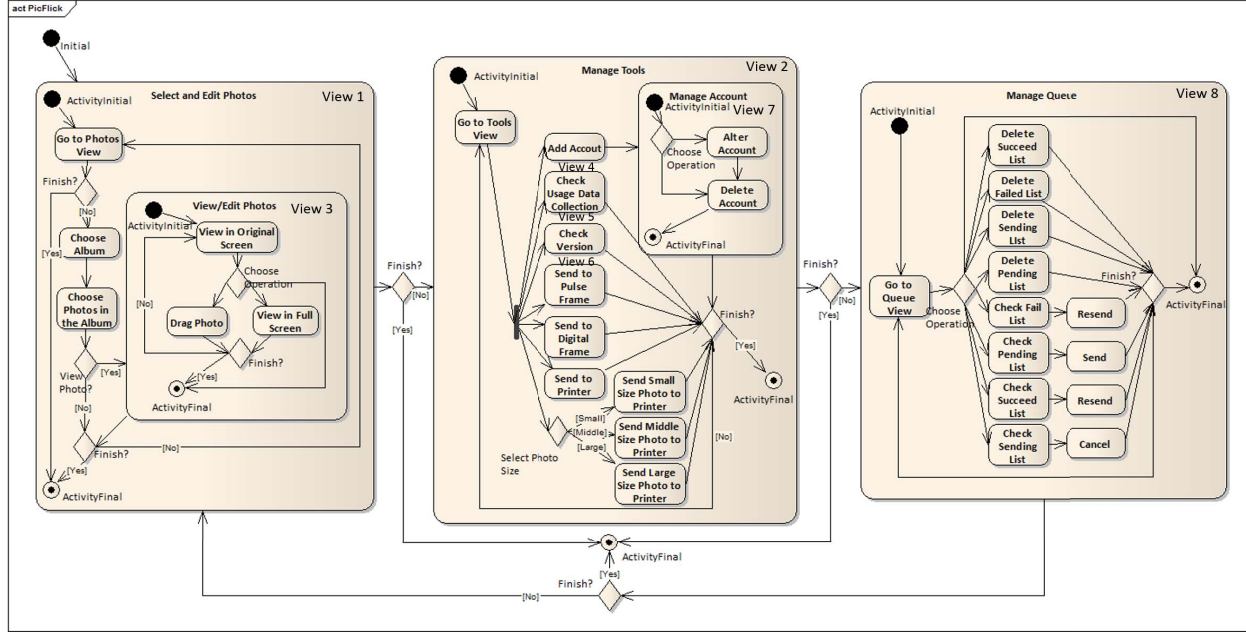 act PicFlick
Initial
Select and Edit Photos
View 1
ActivityInitial
Go to Photos
View
Finish?
[No]
[Yes]
Choose
Album
Choose
Photos in
the Album
View
Photo?
[Yes]
[No]
Finish?
[No]
[Yes]
ActivityFinal
View/Edit Photos
View 3
ActivityInitial
View in Original
Screen
Choose
Operation
[No]
Drag Photo
View in Full
Screen
Finish?
[Yes]
ActivityFinal
Finish?
[No]
[Yes]
Manage Tools
View 2
ActivityInitial
Go to Tools
View
Add Accout
View 4
Check
Usage Data
Collection
View 5
Check
Version
View 6
Send to
Pulse
Frame
Send to
Digital
Frame
Send to
Printer
Select Photo
Size
[Small]
[Middle]
[Large]
Send Small
Size Photo to
Printer
Send Middle
Size Photo to
Printer
Send Large
Size Photo to
Printer
Manage Account
View 7
ActivityInitial
Choose
Operation
Alter
Account
Delete
Account
ActivityFinal
Finish?
[Yes]
[No]
ActivityFinal
Finish?
[No]
[Yes]
Manage Queue
View 8
ActivityInitial
Go to
Queue
View
Choose
Operation
Delete
Succeed
List
Delete
Failed List
Delete
Sending
LIst
Delete
Pending
List
Check Fail
List
Resend
Check
Pending
List
Send
Check
Succeed
List
Resend
Check
Sending
List
Cancel
Finish?
ActivityFinal
ActivityFinal
[Yes]
Finish?
[No]